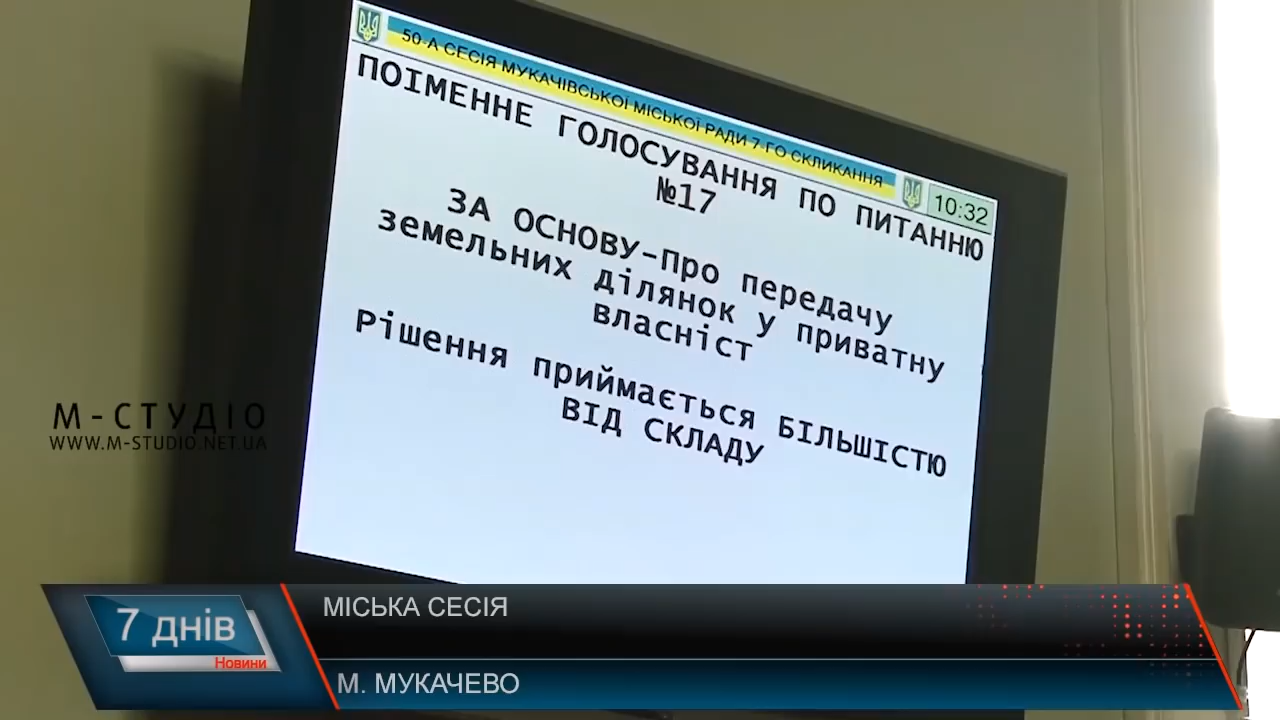 50-А СЕСІЯ МУКАЧІВСЬКОЇ МІСЬКОЇ РАДИ 7-ГО СКЛИКАННЯ
10:32
ПОІМЕННЕ ГОЛОСУВАННЯ ПО ПИТАННЮ
№17
ЗА ОСНОВУ-Про передачу
земельних ділянок у приватну
власніст
Рішення приймається БІЛЬШІСТЮ
ВІД СКЛАДУ
М-СТУДІО
WWW.M-STUDIO.NET.UA
7 днів
Новини
МІСЬКА СЕСІЯ
М. МУКАЧЕВО